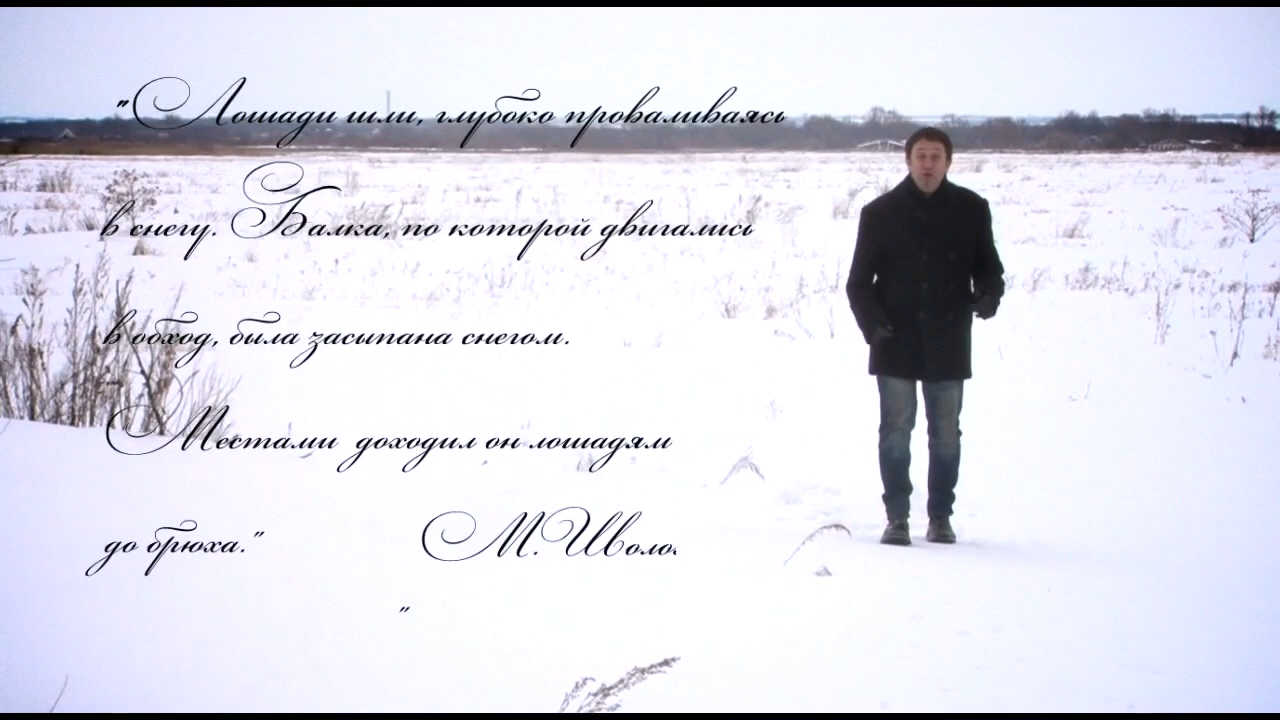 "Лошади шли, глубоко проваливаясь
в снегу. Балка, по которой двигались
в обход, была засыпана снегом.
Местами доходил он лошадям
до брюха." М.
"